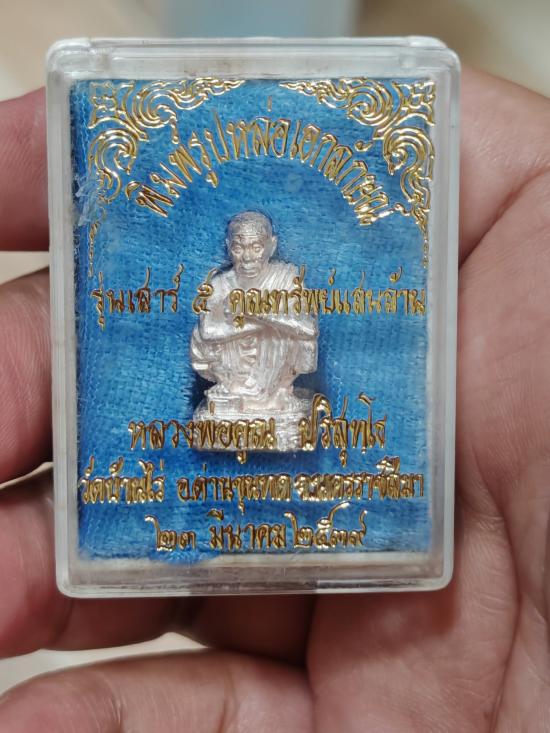 พิมพ์รูปหล่อเอกลักษณ์
รุ่นเสาร์ ๕ คูณทรัพย์แสนล้าน
หลวงพ่อคูณ ปริสุทฺโธ
วัดบ้านไร่ อ.ด่านขุนทด จ.นครราชสีมา
๒๓ มีนาคม ๒๕๓๙